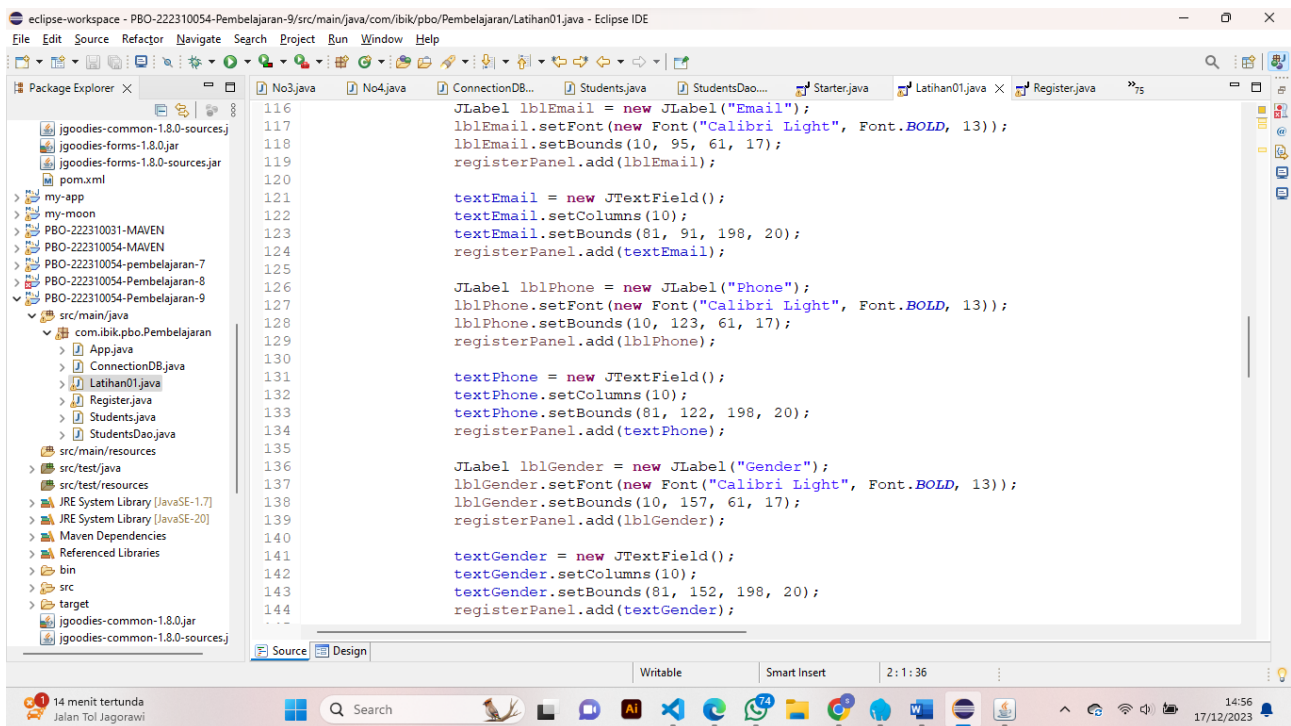 eclipse-workspace - PBO-222310054-Pembelajaran-9/src/main/java/com/ibik/pbo/Pembelajaran/Latihan01.java - Eclipse IDE
File Edit Source Refactor Navigate Search Project Run Window Help
Package Explorer
jgoodies-common-1.8.0-sources.j
jgoodies-forms-1.8.0.jar
jgoodies-forms-1.8.0-sources.jar
pom.xml
my-app
my-moon
PBO-222310031-MAVEN
PBO-222310054-MAVEN
PBO-222310054-pembelajaran-7
PBO-222310054-Pembelajaran-8
PBO-222310054-Pembelajaran-9
src/main/java
com.ibik.pbo.Pembelajaran
App.java
ConnectionDB.java
Latihan01.java
Register.java
Students.java
StudentsDao.java
src/main/resources
src/test/java
src/test/resources
JRE System Library [JavaSE-1.7]
JRE System Library [JavaSE-20]
Maven Dependencies
Referenced Libraries
bin
src
target
jgoodies-common-1.8.0.jar
jgoodies-common-1.8.0-sources.j
No3.java No4.java ConnectionDB... Students.java StudentsDao.... Starter.java Latihan01.java Register.java »75
116 JLabel lblEmail = new JLabel("Email");
117 lblEmail.setFont(new Font("Calibri Light", Font.BOLD, 13));
118 lblEmail.setBounds(10, 95, 61, 17);
119 registerPanel.add(lblEmail);
120
121 textEmail = new JTextField();
122 textEmail.setColumns(10);
123 textEmail.setBounds(81, 91, 198, 20);
124 registerPanel.add(textEmail);
125
126 JLabel lblPhone = new JLabel("Phone");
127 lblPhone.setFont(new Font("Calibri Light", Font.BOLD, 13));
128 lblPhone.setBounds(10, 123, 61, 17);
129 registerPanel.add(lblPhone);
130
131 textPhone = new JTextField();
132 textPhone.setColumns(10);
133 textPhone.setBounds(81, 122, 198, 20);
134 registerPanel.add(textPhone);
135
136 JLabel lblGender = new JLabel("Gender");
137 lblGender.setFont(new Font("Calibri Light", Font.BOLD, 13));
138 lblGender.setBounds(10, 157, 61, 17);
139 registerPanel.add(lblGender);
140
141 textGender = new JTextField();
142 textGender.setColumns(10);
143 textGender.setBounds(81, 152, 198, 20);
144 registerPanel.add(textGender);
Source Design
Writable Smart Insert 2 : 1 : 36
1
14 menit tertunda
Jalan Tol Jagorawi
Search
Ai
74
14:56
17/12/2023